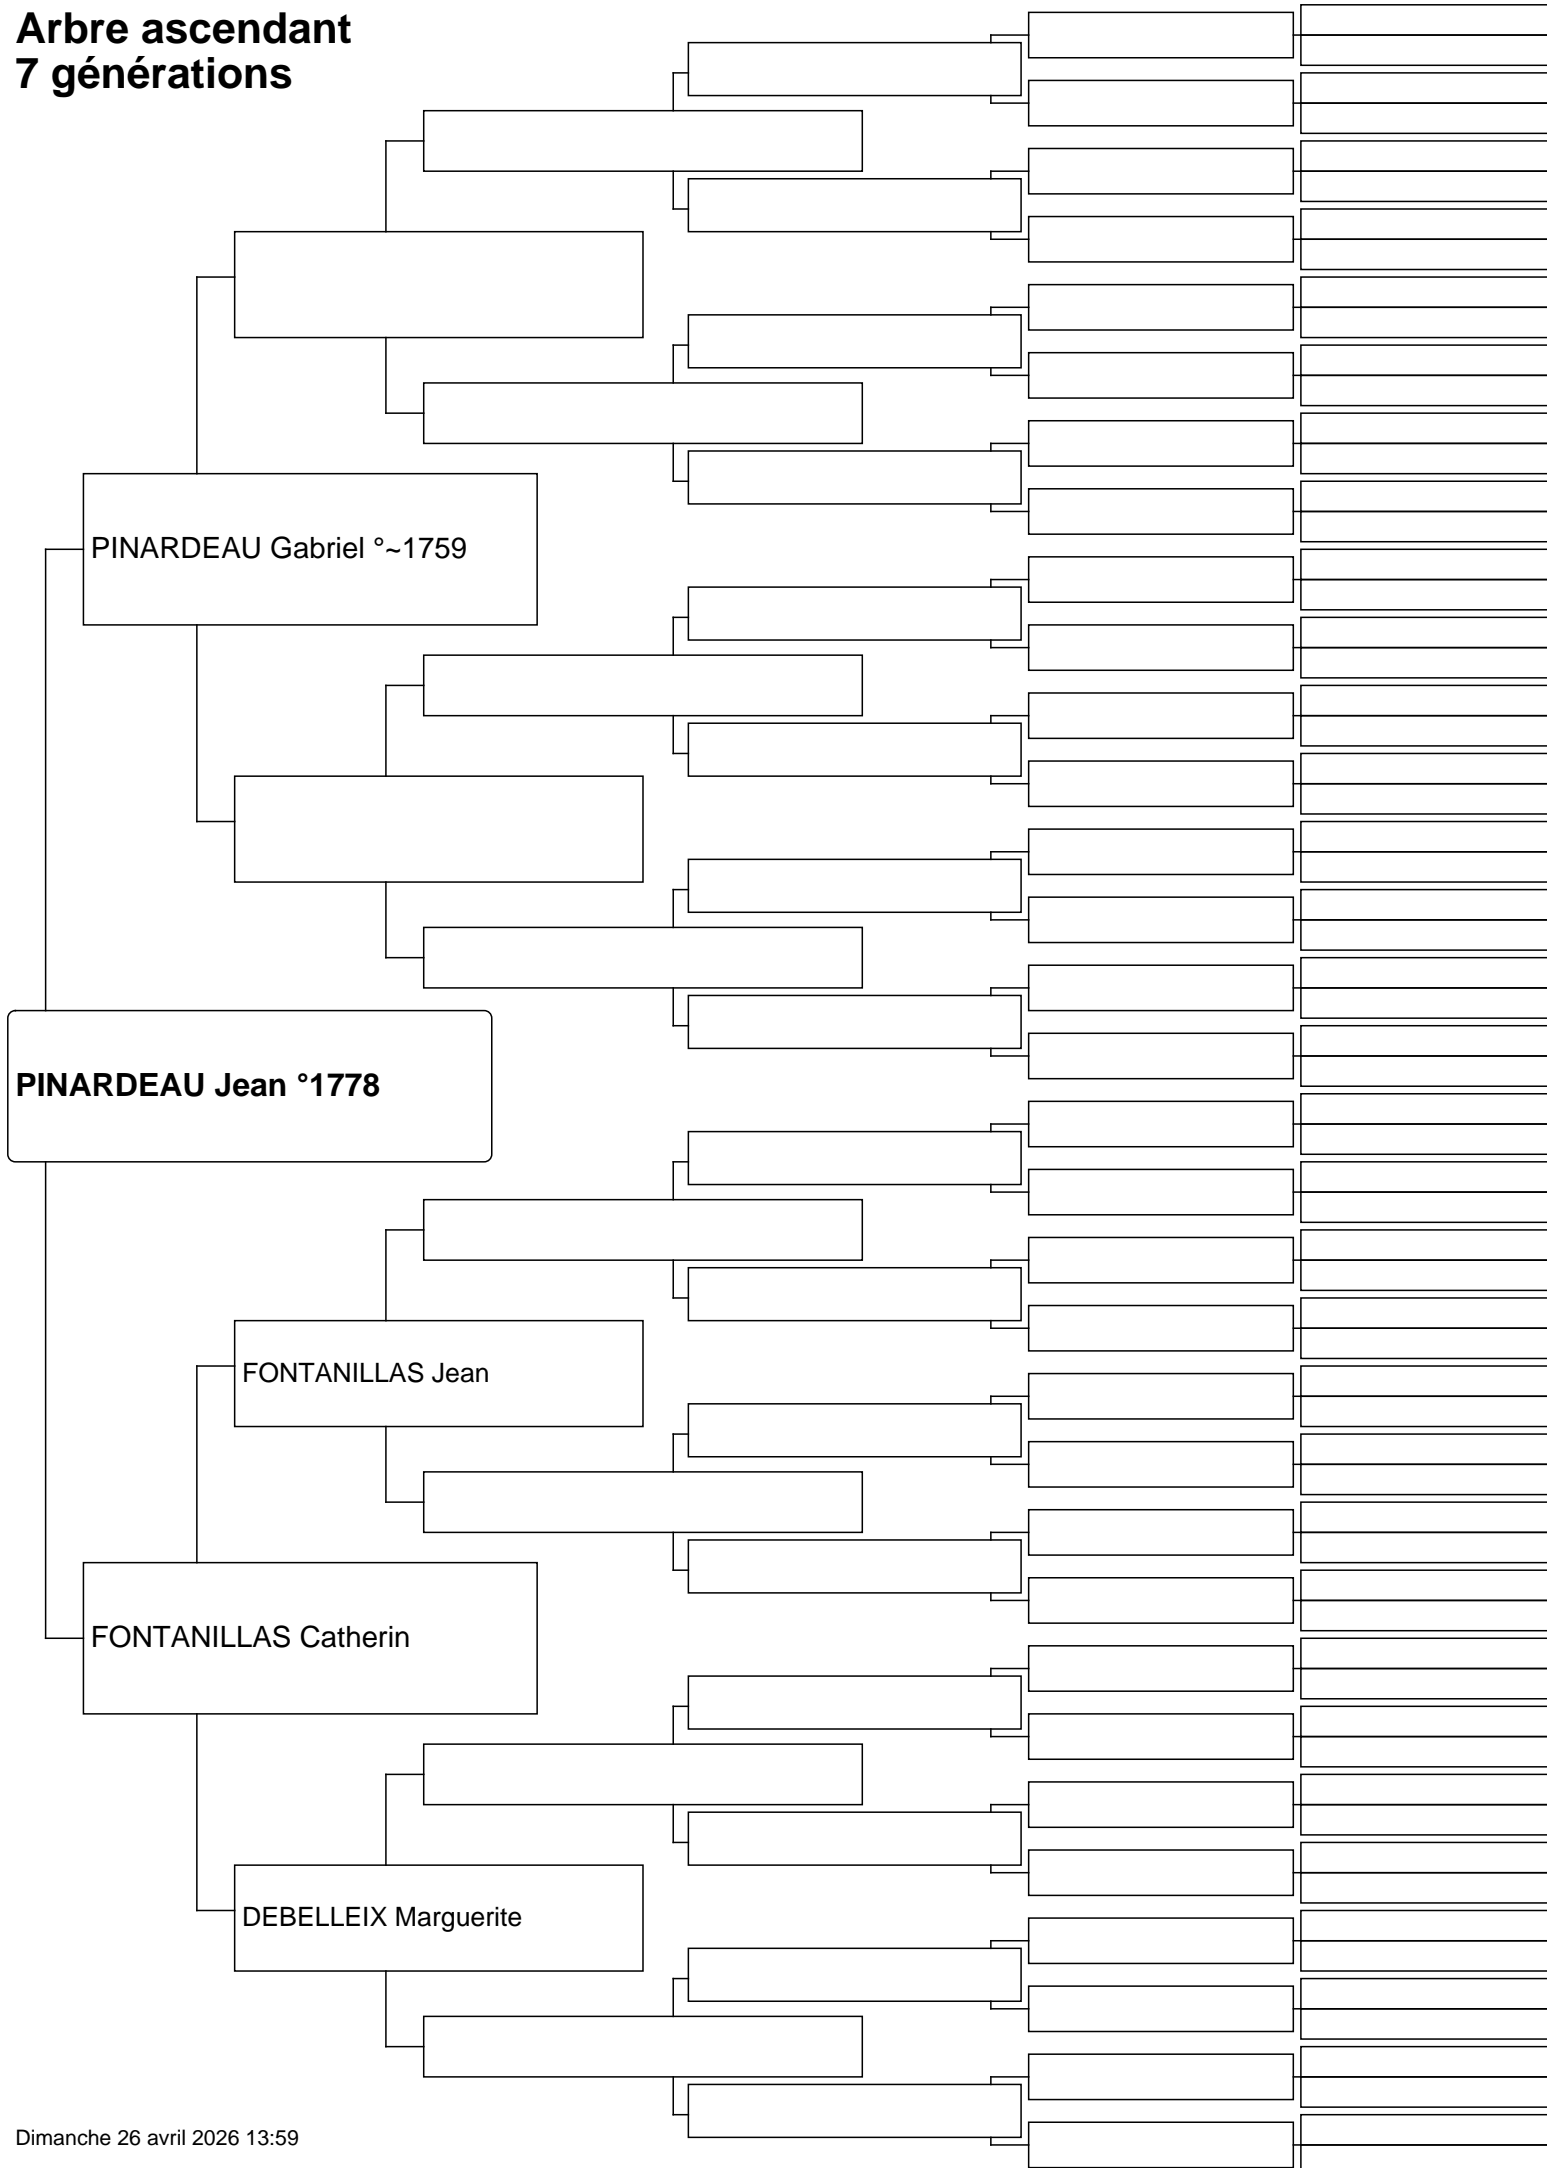 Arbre ascendant
7 générations
PINARDEAU Gabriel °~1759
PINARDEAU Jean °1778
FONTANILLAS Jean
FONTANILLAS Catherin
DEBELLEIX Marguerite
Dimanche 26 avril 2026 13:59